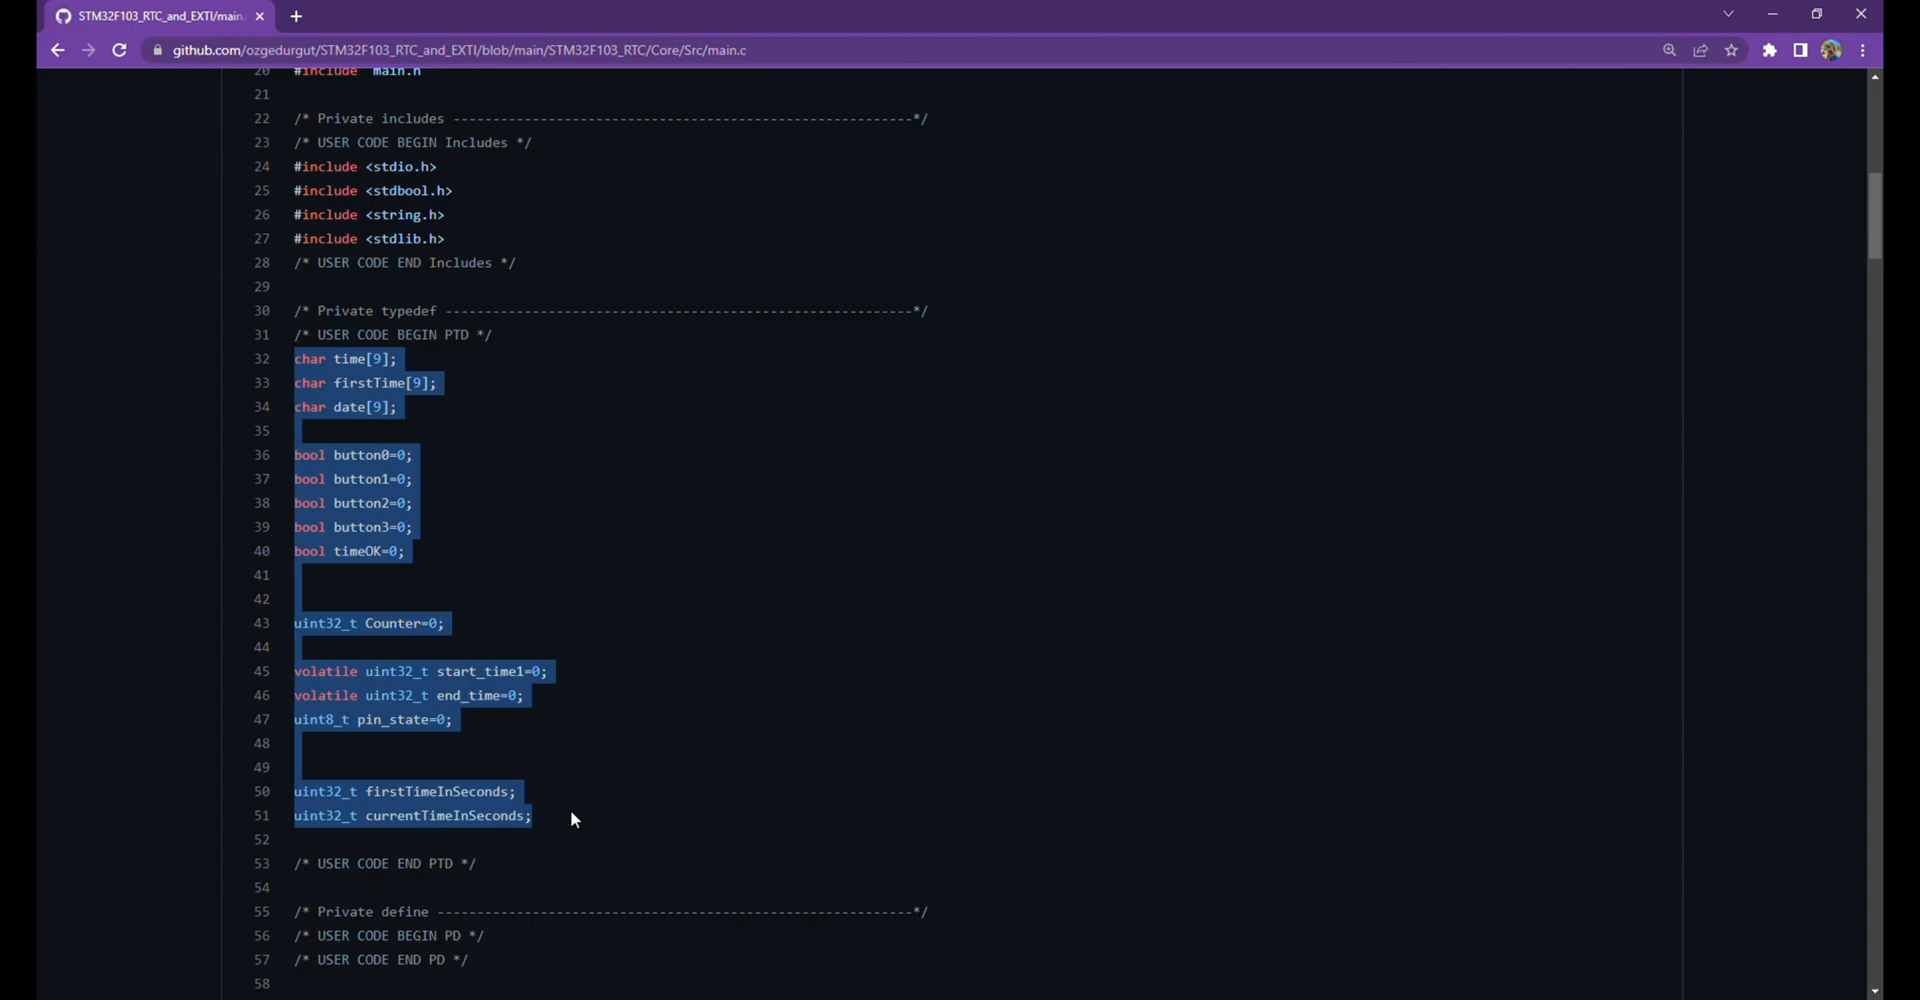 STM32F103_RTC_and_EXTI/main.
github.com/ozgedurgut/STM32F103_RTC_and_EXTI/blob/main/STM32F103_RTC/Core/Src/main.c
20 #include "main.h"
21
22 /* Private includes ----------------------------------------------------------*/
23 /* USER CODE BEGIN Includes */
24 #include <stdio.h>
25 #include <stdbool.h>
26 #include <string.h>
27 #include <stdlib.h>
28 /* USER CODE END Includes */
29
30 /* Private typedef -----------------------------------------------------------*/
31 /* USER CODE BEGIN PTD */
32 char time[9];
33 char firstTime[9];
34 char date[9];
35
36 bool button0=0;
37 bool button1=0;
38 bool button2=0;
39 bool button3=0;
40 bool timeOK=0;
41
42
43 uint32_t Counter=0;
44
45 volatile uint32_t start_time1=0;
46 volatile uint32_t end_time=0;
47 uint8_t pin_state=0;
48
49
50 uint32_t firstTimeInSeconds;
51 uint32_t currentTimeInSeconds;
52
53 /* USER CODE END PTD */
54
55 /* Private define ------------------------------------------------------------*/
56 /* USER CODE BEGIN PD */
57 /* USER CODE END PD */
58